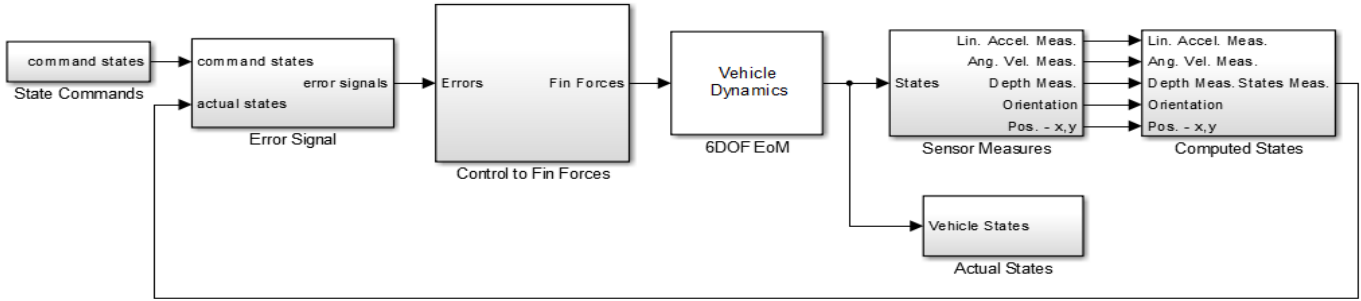 command states
State Commands
command states
error signals
actual states
Error Signal
Errors
Fin Forces
Control to Fin Forces
Vehicle
Dynamics
6DOF EoM
States
Lin. Accel. Meas.
Ang. Vel. Meas.
Depth Meas.
Orientation
Pos. - x,y
Sensor Measures
Lin. Accel. Meas.
Ang. Vel. Meas.
Depth Meas. States Meas.
Orientation
Pos. - x,y
Computed States
Vehicle States
Actual States